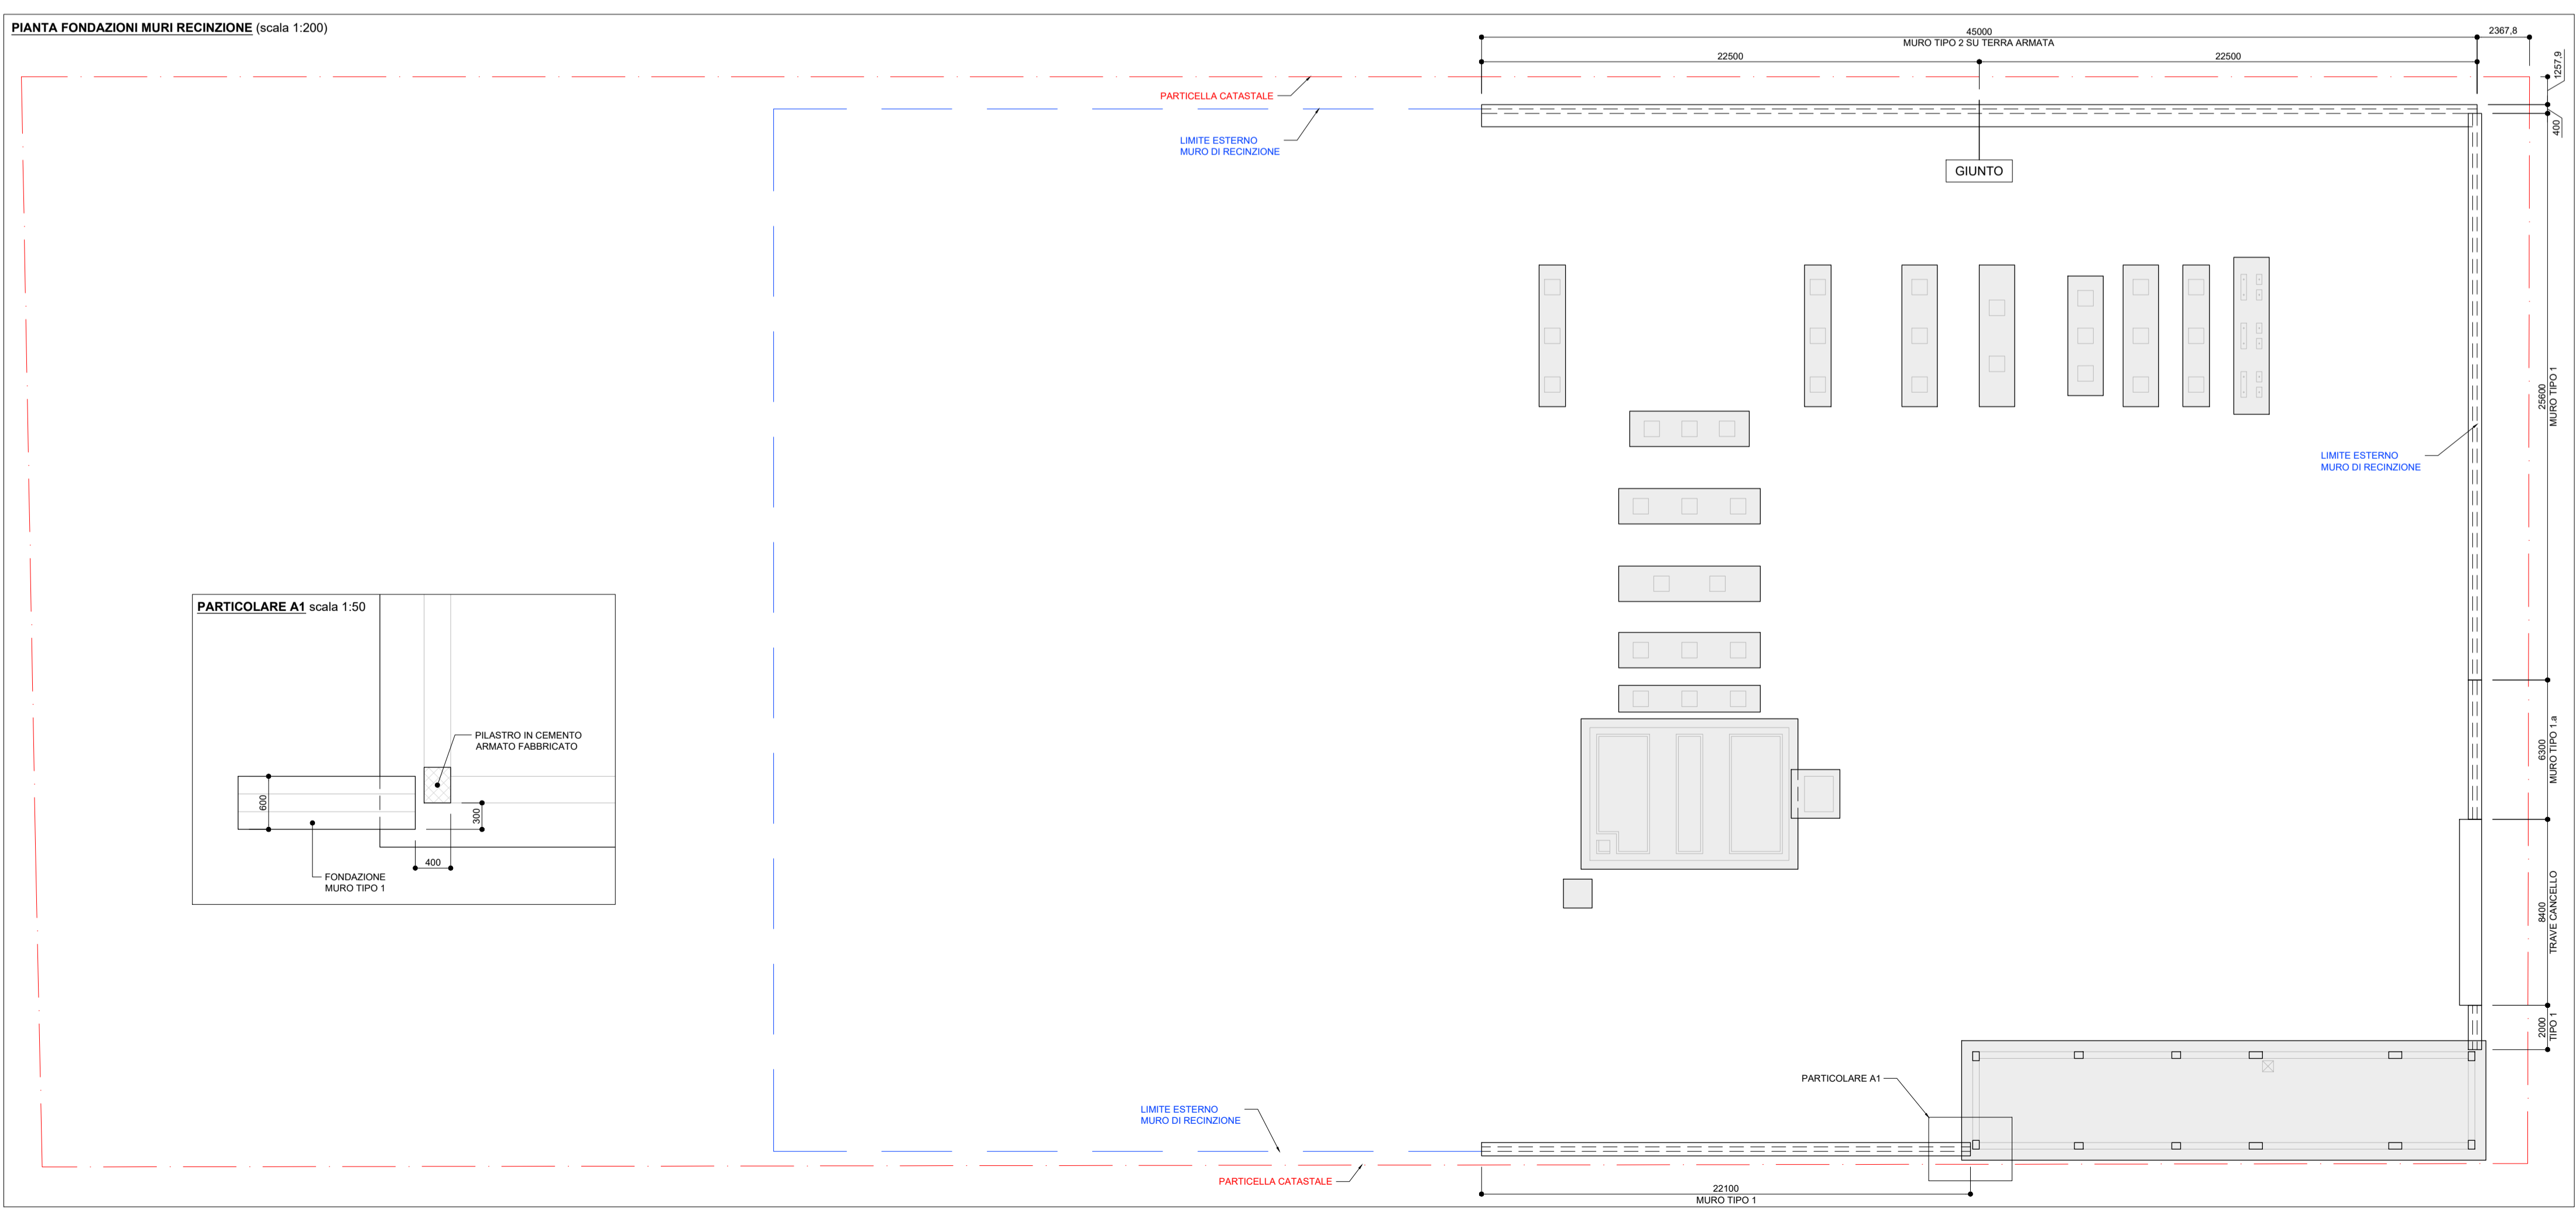 PIANTA FONDAZIONI MURI RECINZIONE (scala 1:200)
45000
MURO TIPO 2 SU TERRA ARMATA
2367,8
22500
22500
1257,9
400
PARTICELLA CATASTALE
LIMITE ESTERNO
MURO DI RECINZIONE
GIUNTO
25600
MURO TIPO 1
LIMITE ESTERNO
MURO DI RECINZIONE
PARTICOLARE A1 scala 1:50
PILASTRO IN CEMENTO
ARMATO FABBRICATO
600
300
400
FONDAZIONE
MURO TIPO 1
6300
MURO TIPO 1.a
8400
TRAVE CANCELLO
2000
TIPO 1
PARTICOLARE A1
LIMITE ESTERNO
MURO DI RECINZIONE
PARTICELLA CATASTALE
22100
MURO TIPO 1